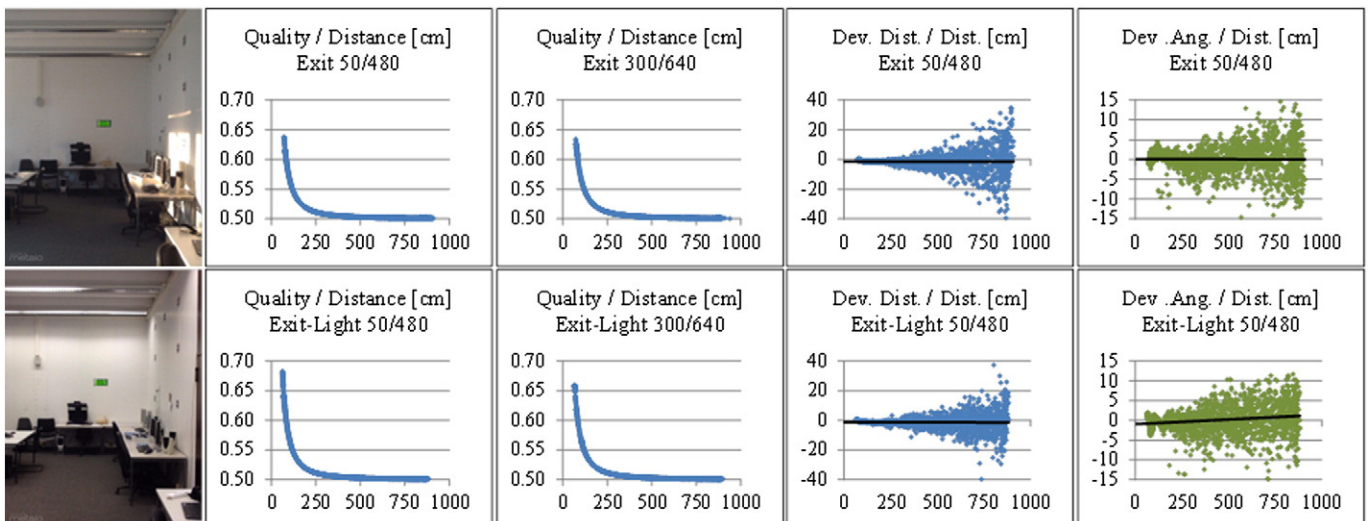 Quality / Distance [cm]
Exit 50/480
0.70
0.65
0.60
0.55
0.50
0 250 500 750 1000
Quality / Distance [cm]
Exit 300/640
0.70
0.65
0.60
0.55
0.50
0 250 500 750 1000
Dev. Dist. / Dist. [cm]
Exit 50/480
40
20
0
-20
-40
0 250 500 750 1000
Dev .Ang. / Dist. [cm]
Exit 50/480
15
10
5
0
-5
-10
-15
0 250 500 750 1000
metaio
Quality / Distance [cm]
Exit-Light 50/480
0.70
0.65
0.60
0.55
0.50
0 250 500 750 1000
Quality / Distance [cm]
Exit-Light 300/640
0.70
0.65
0.60
0.55
0.50
0 250 500 750 1000
Dev. Dist. / Dist. [cm]
Exit-Light 50/480
40
20
0
-20
-40
0 250 500 750 1000
Dev .Ang. / Dist. [cm]
Exit-Light 50/480
15
10
5
0
-5
-10
-15
0 250 500 750 1000
metaio